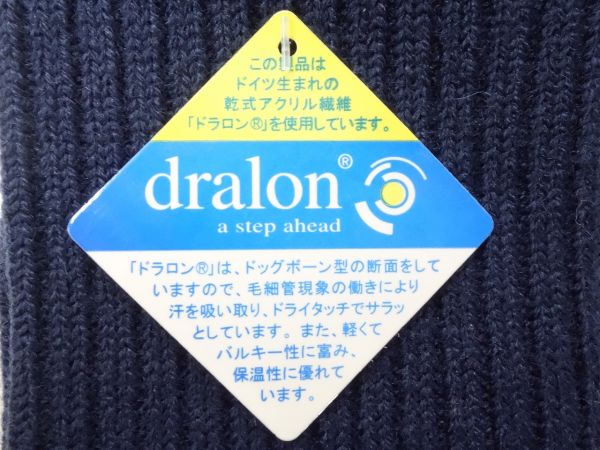 この製品は
ドイツ生まれの
乾式アクリル繊維
「ドラロン®」を使用しています。
dralon®
a step ahead
「ドラロン®」は、ドッグボーン型の断面をして
いますので、毛細管現象の働きにより
汗を吸い取り、ドライタッチでサラッ
としています。また、軽くて
バルキー性に富み、
保温性に優れて
います。